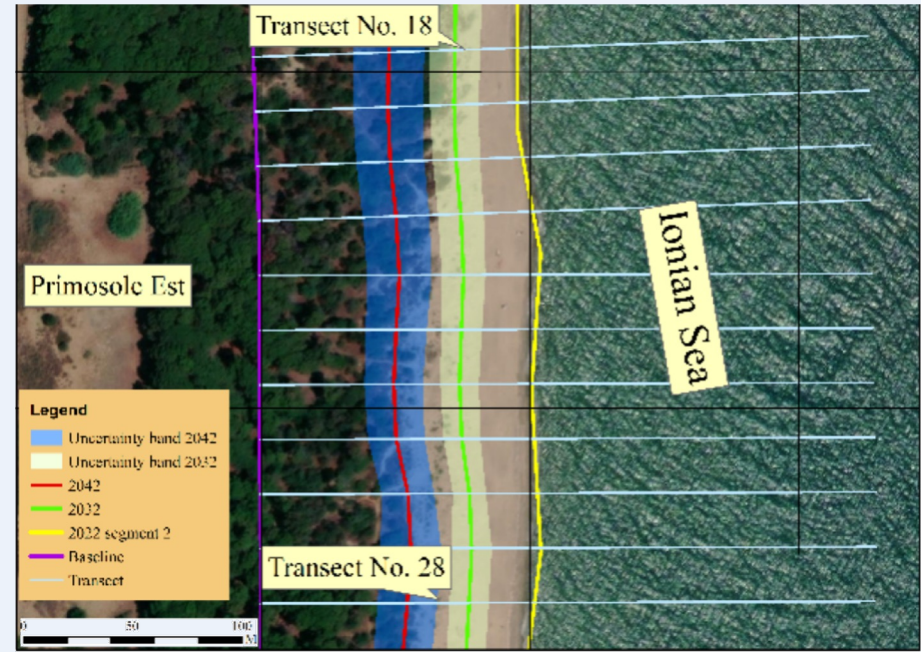 Transect No. 18
Ionian Sea
Primosole Est
Legend
Uncertainty band 2042
Uncertainty band 2032
2042
2032
2022 segment 2
Baseline
Transect
Transect No. 28
0 50 100
M